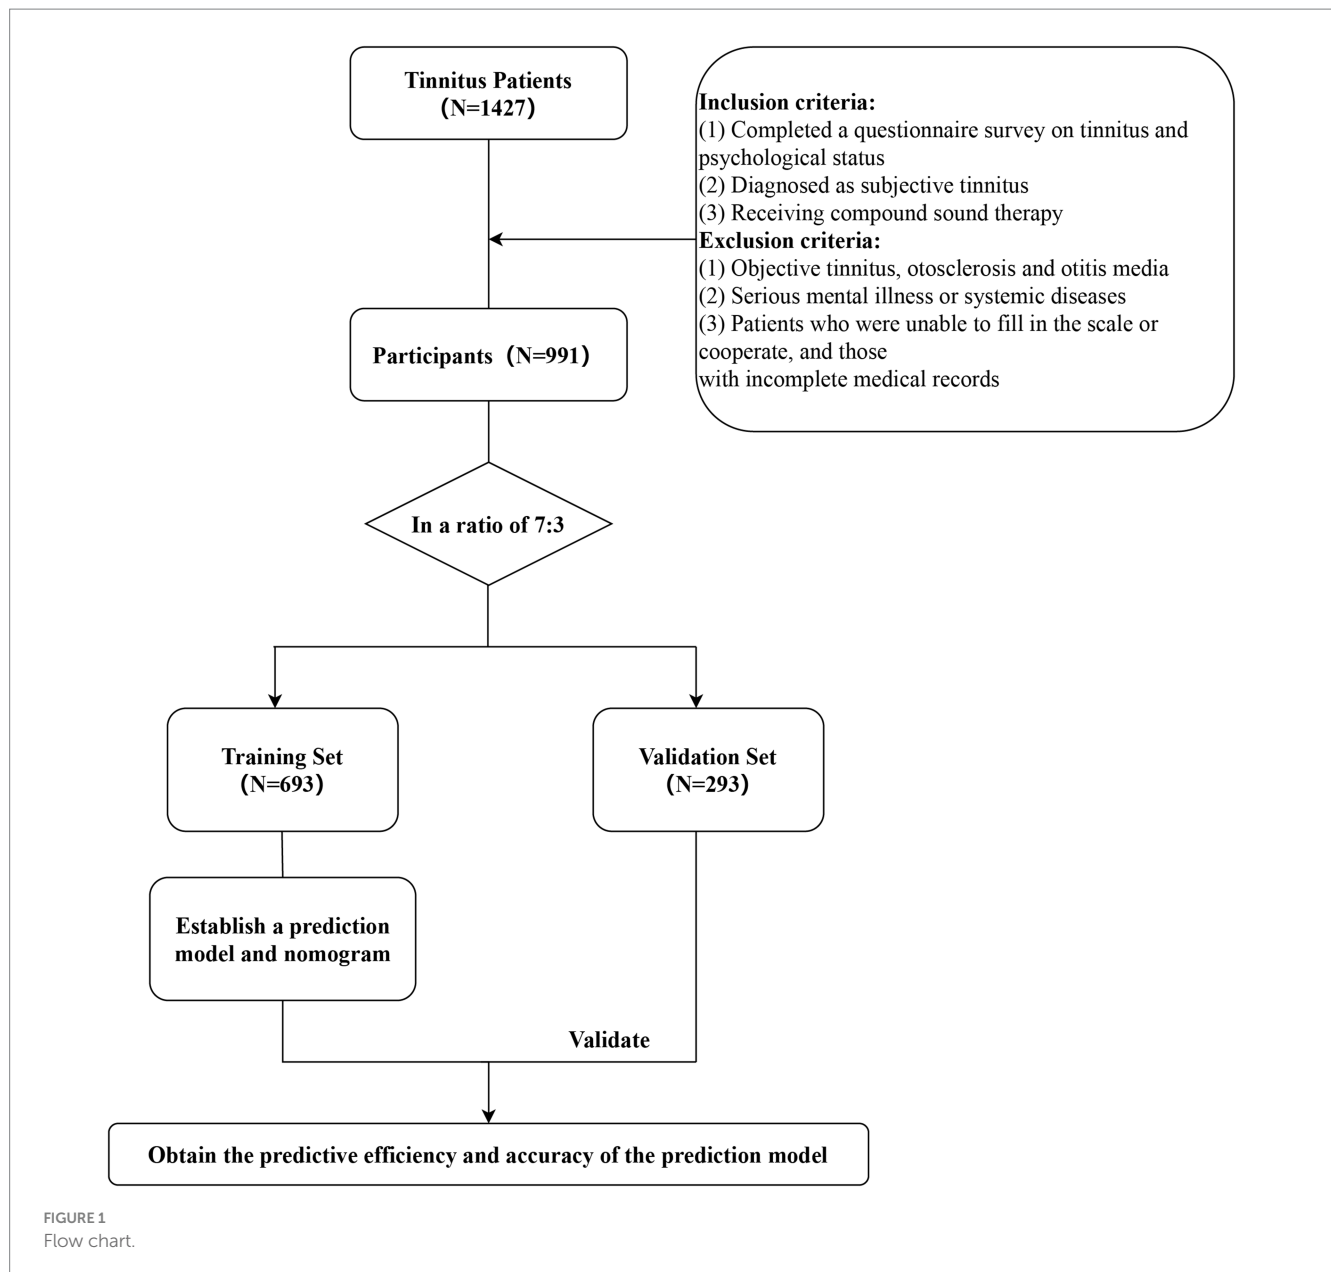 Tinnitus Patients
（N=1427）
Inclusion criteria:
(1) Completed a questionnaire survey on tinnitus and
psychological status
(2) Diagnosed as subjective tinnitus
(3) Receiving compound sound therapy
Exclusion criteria:
(1) Objective tinnitus, otosclerosis and otitis media
(2) Serious mental illness or systemic diseases
(3) Patients who were unable to fill in the scale or
cooperate, and those
with incomplete medical records
Participants（N=991）
In a ratio of 7:3
Training Set
（N=693）
Validation Set
（N=293）
Establish a prediction
model and nomogram
Validate
Obtain the predictive efficiency and accuracy of the prediction model
FIGURE 1
Flow chart.